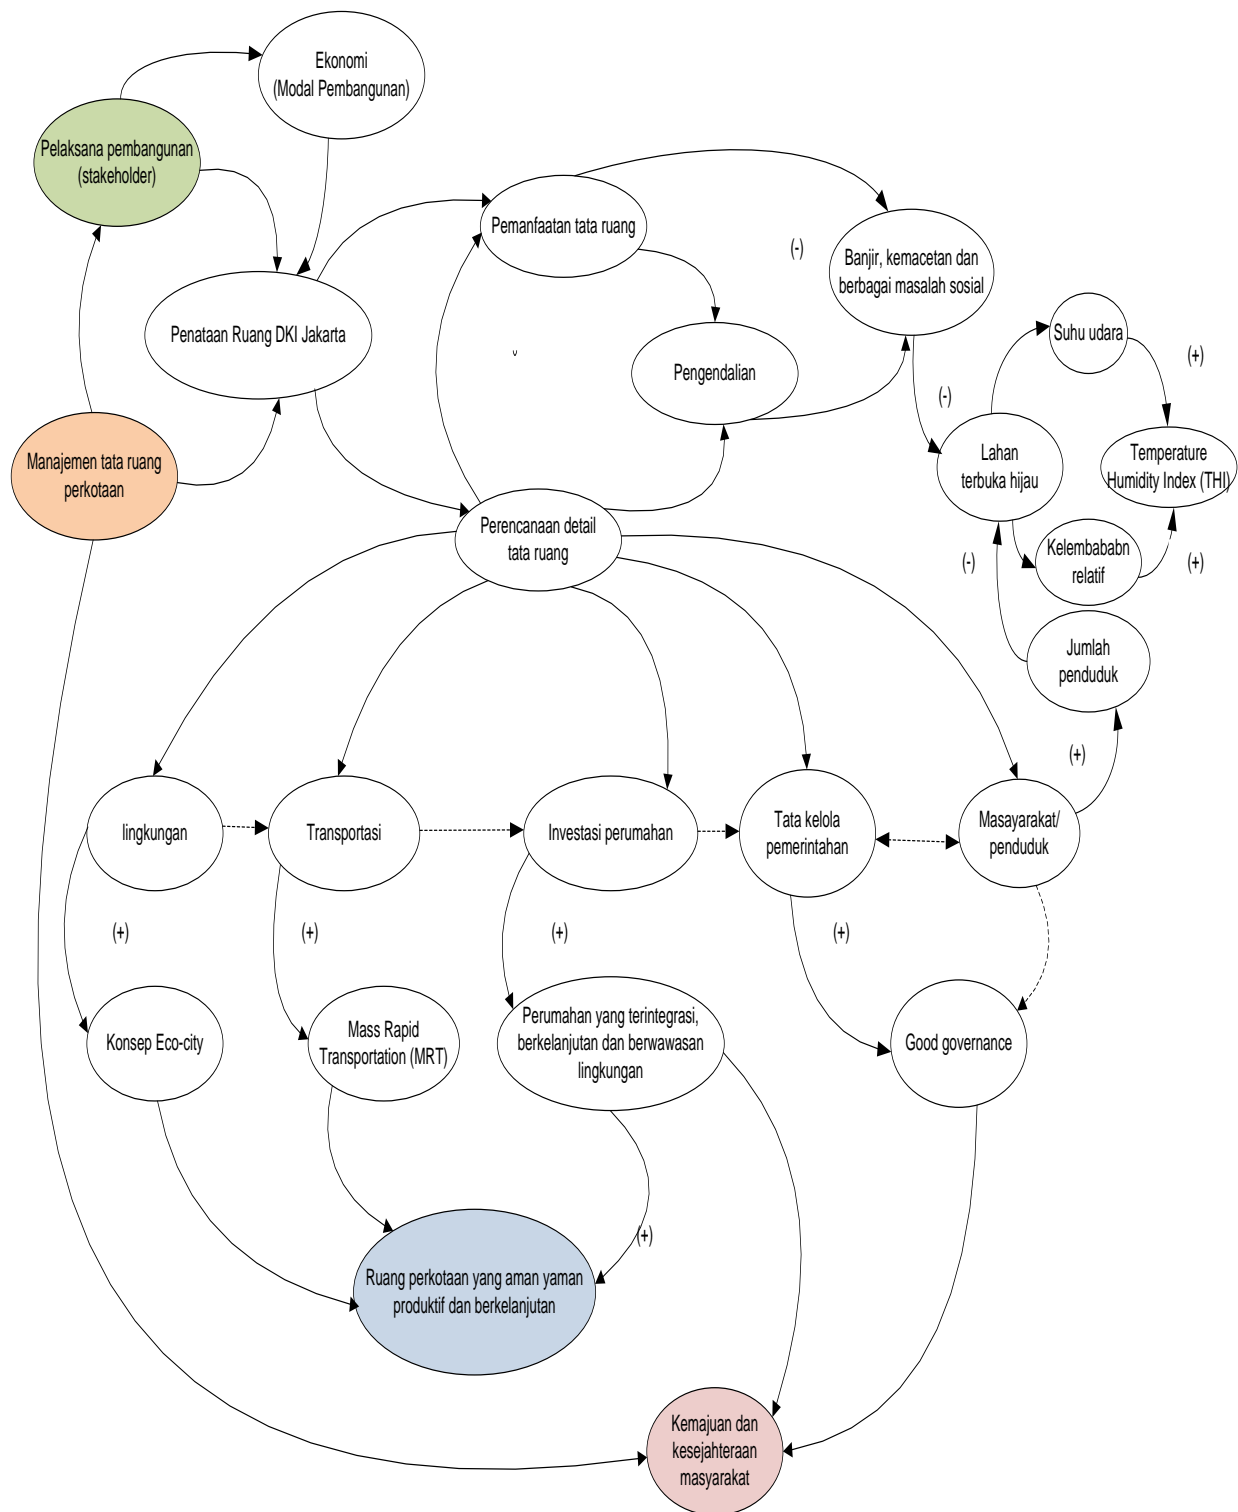 Ekonomi
(Modal Pembangunan)
Pelaksana pembangunan
(stakeholder)
Pemanfaatan tata ruang
(-)
Banjir, kemacetan dan
berbagai masalah sosial
Penataan Ruang DKI Jakarta
Suhu udara
(+)
Pengendalian
(-)
Manajemen tata ruang
perkotaan
Lahan
terbuka hijau
Temperature
Humidity Index (THI)
Perencanaan detail
tata ruang
(-)
Kelembababn
relatif
(+)
Jumlah
penduduk
(+)
lingkungan
Transportasi
Investasi perumahan
Tata kelola
pemerintahan
Masayarakat/
penduduk
(+)
(+)
(+)
(+)
Konsep Eco-city
Mass Rapid
Transportation (MRT)
Perumahan yang terintegrasi,
berkelanjutan dan berwawasan
lingkungan
Good governance
(+)
Ruang perkotaan yang aman yaman
produktif dan berkelanjutan
Kemajuan dan
kesejahteraan
masyarakat